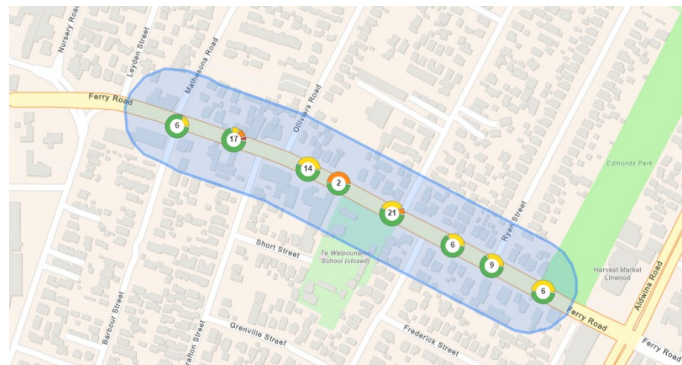 Nursery Road
Leyden Street
Mathesons Road
Olliviers Road
Ferry Road
6
17
14
2
21
6
9
6
Edmonds Park
Ryan Street
Te Waipounamu
School (closed)
Short Street
Harvest Market
Linwood
Aldwins Road
Barbour Street
Grafton Street
Grenville Street
Frederick Street
Ferry Road
Ferry Road